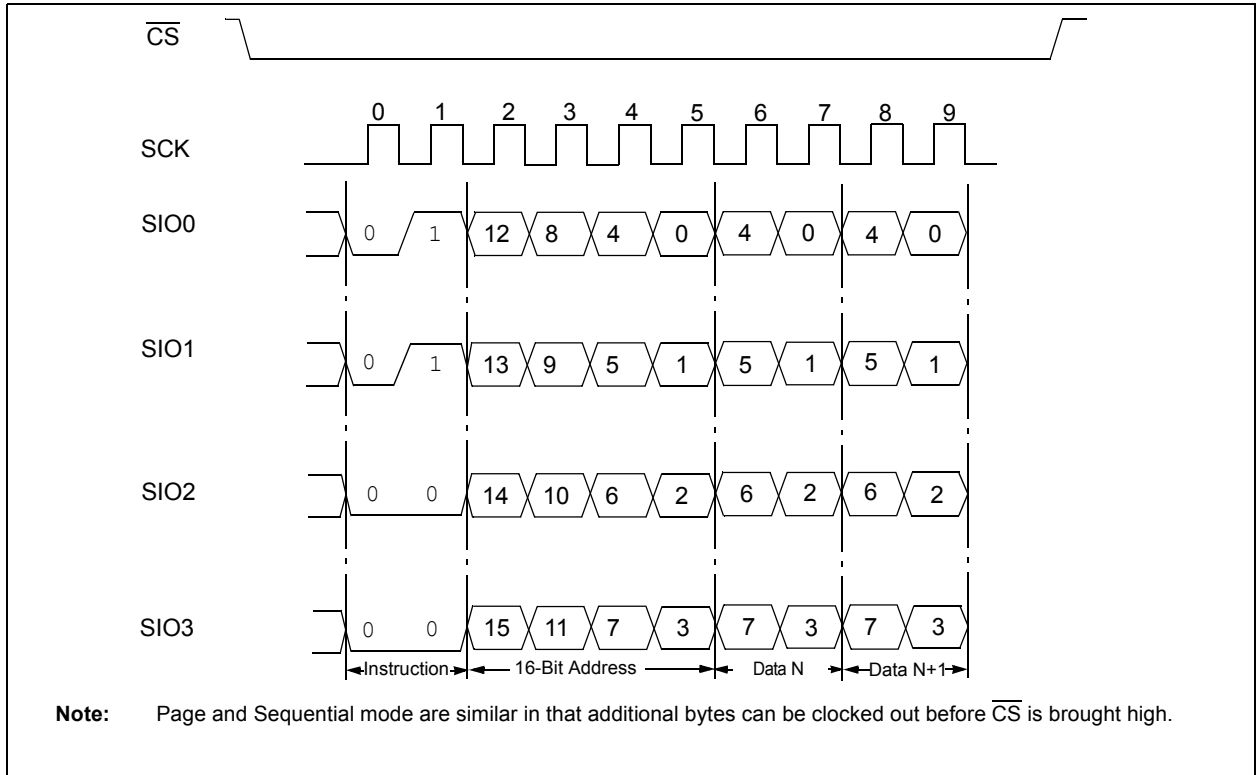 CS
0 1 2 3 4 5 6 7 8 9
SCK
SIO0 0 1 12 8 4 0 4 0 4 0
SIO1 0 1 13 9 5 1 5 1 5 1
SIO2 0 0 14 10 6 2 6 2 6 2
SIO3 0 0 15 11 7 3 7 3 7 3
Instruction 16-Bit Address Data N Data N+1
Note: Page and Sequential mode are similar in that additional bytes can be clocked out before CS is brought high.